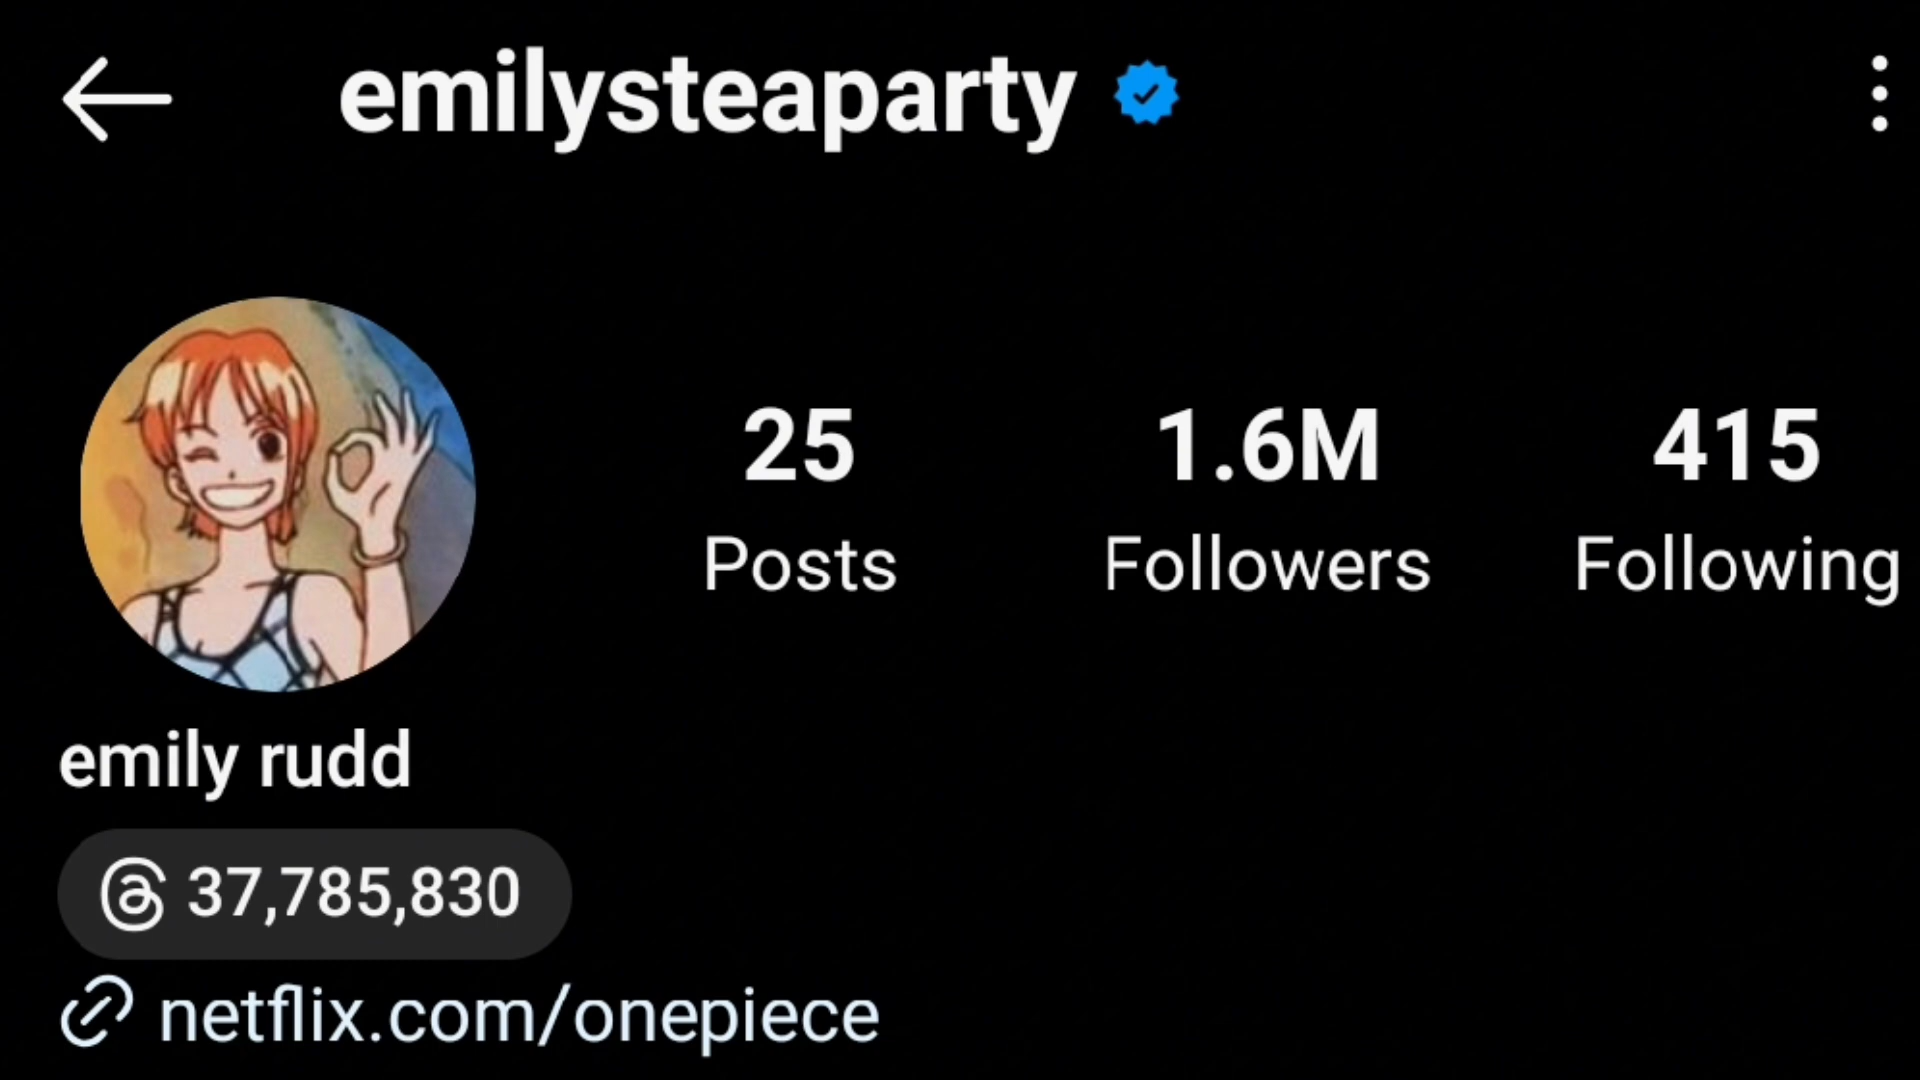 emilysteaparty
25 1.6M 415
Posts Followers Following
emily rudd
37,785,830
netflix.com/onepiece